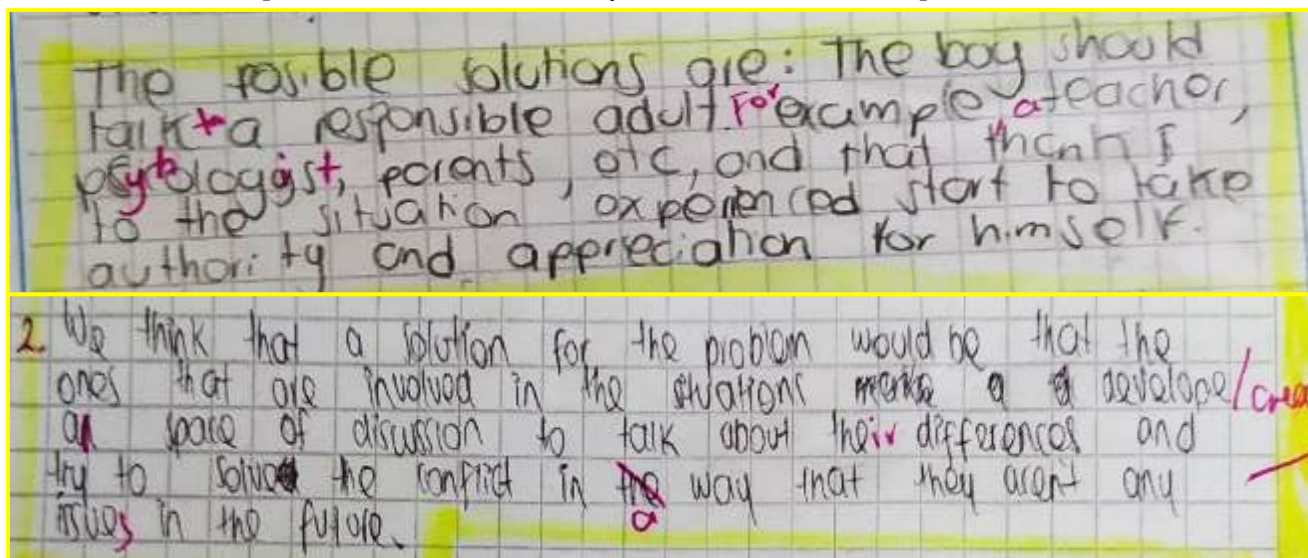 The posible solutions are: The boy should
talk to a responsible adult For example a teacher,
parents, etc, and that thanks
to the situation experienced start to take
authority and appreciation for himself.
2. We think that a solution for the problem would be that the
ones that are involved in the situations make a develope/crea
a space of discussion to talk about their differences and
try to solve the conflict in a way that they aren't any
issues in the future.